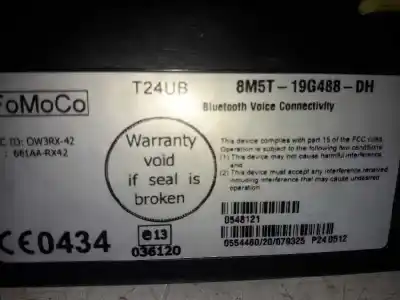 T24UB 8M5T-19G488-DH
FoMoCo
Bluetooth Voice Connectivity
C ID: OW3RX-42
: 661AA-RX42
Warranty
void
if seal is
broken
This device complies with part 15 of the FCC rules.
Operation is subject to the following two conditions
(1) This device may not cause harmful interference,
and
(2) This device must accept any interference received
including interference that may cause undesired
operation.
0548121
0554460/20/079325 P24.0512
CE0434
e13
036120